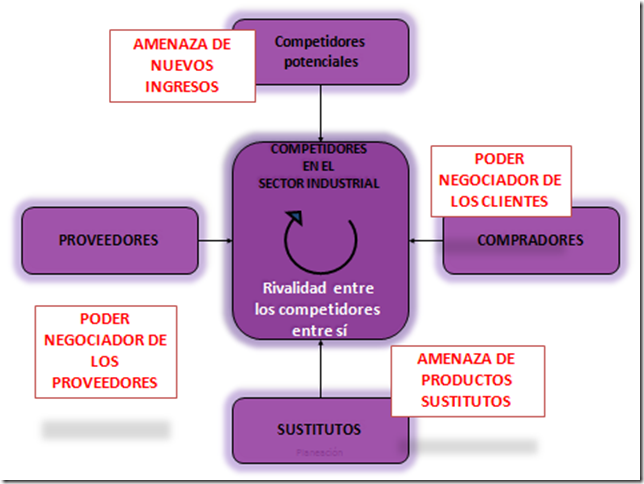 AMENAZA DE
NUEVOS
INGRESOS
Competidores
potenciales
COMPETIDORES
EN EL
SECTOR INDUSTRIAL
PODER
NEGOCIADOR DE
LOS CLIENTES
PROVEEDORES
COMPRADORES
Rivalidad entre
los competidores
entre sí
PODER
NEGOCIADOR DE
LOS
PROVEEDORES
AMENAZA DE
PRODUCTOS
SUSTITUTOS
SUSTITUTOS
Planeación